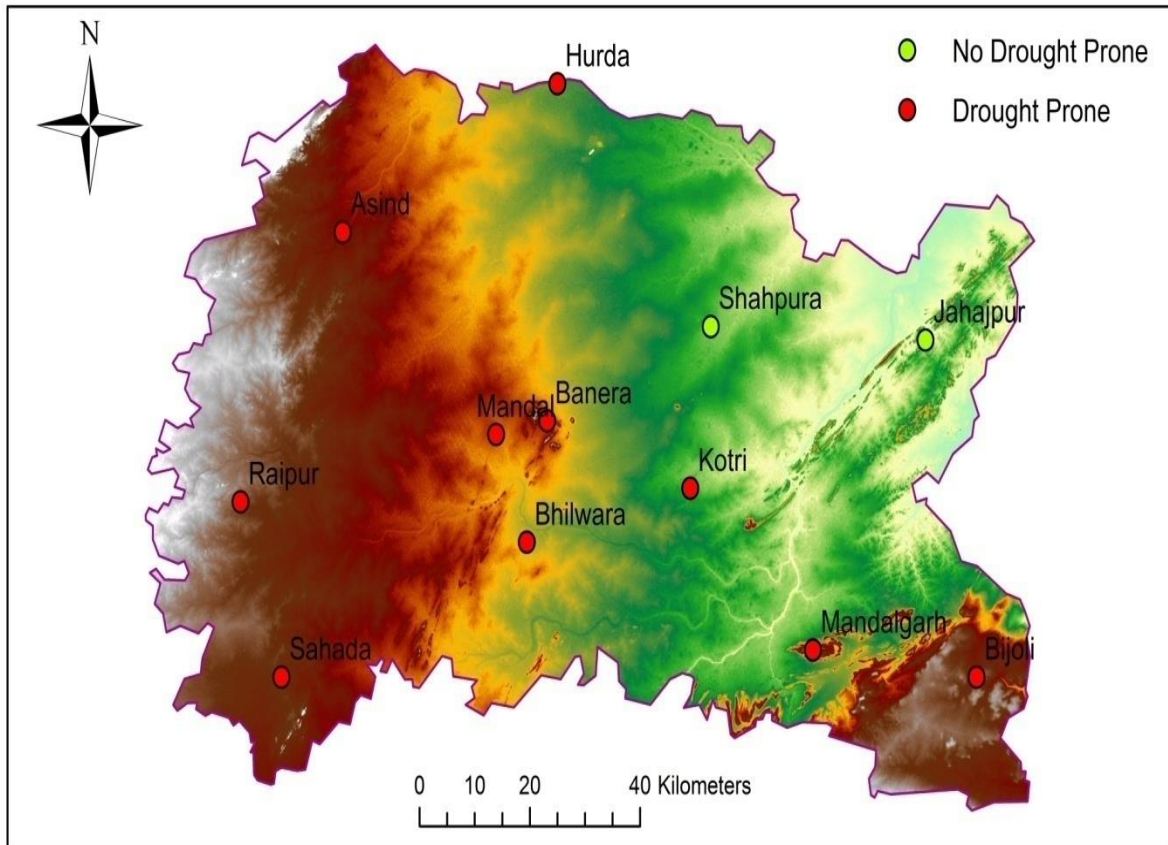 N
Hurda
No Drought Prone
Drought Prone
Asind
Shahpura
Jahajpur
Banera
Mandal
Kotri
Raipur
Bhilwara
Mandalgarh
Sahada
Bijoli
0 10 20 40 Kilometers